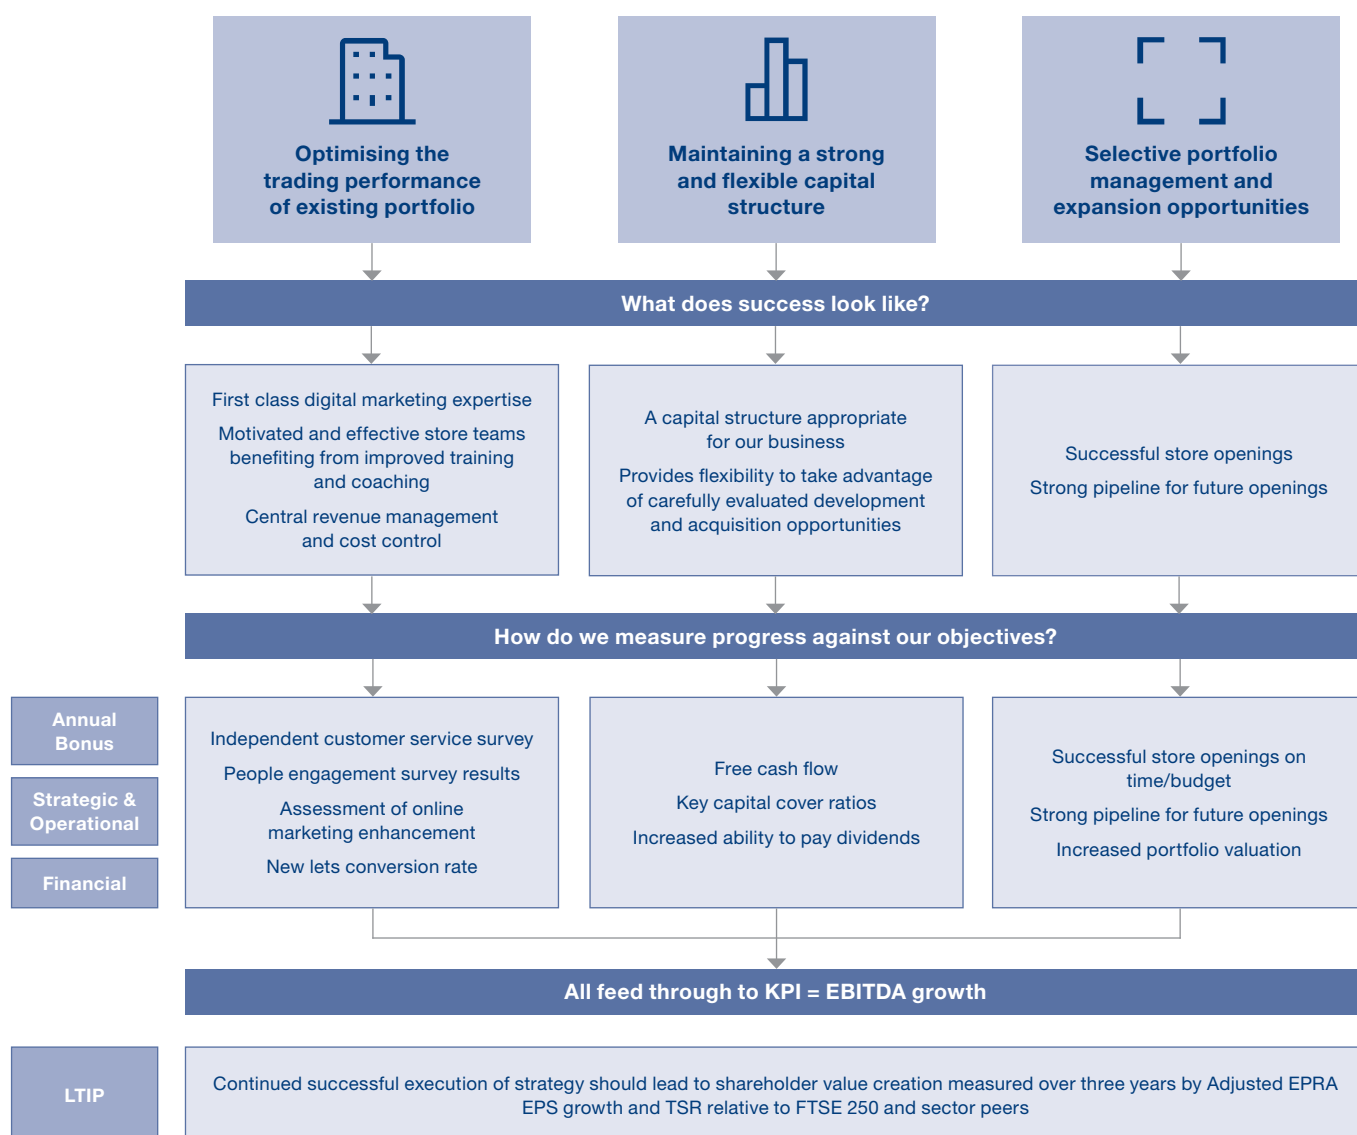 Optimising the
trading performance
of existing portfolio
Maintaining a strong
and flexible capital
structure
Selective portfolio
management and
expansion opportunities
What does success look like?
First class digital marketing expertise
Motivated and effective store teams
benefiting from improved training
and coaching
Central revenue management
and cost control
A capital structure appropriate
for our business
Provides flexibility to take advantage
of carefully evaluated development
and acquisition opportunities
Successful store openings
Strong pipeline for future openings
How do we measure progress against our objectives?
Annual
Bonus
Strategic &
Operational
Financial
Independent customer service survey
People engagement survey results
Assessment of online
marketing enhancement
New lets conversion rate
Free cash flow
Key capital cover ratios
Increased ability to pay dividends
Successful store openings on
time/budget
Strong pipeline for future openings
Increased portfolio valuation
All feed through to KPI = EBITDA growth
LTIP
Continued successful execution of strategy should lead to shareholder value creation measured over three years by Adjusted EPRA
EPS growth and TSR relative to FTSE 250 and sector peers